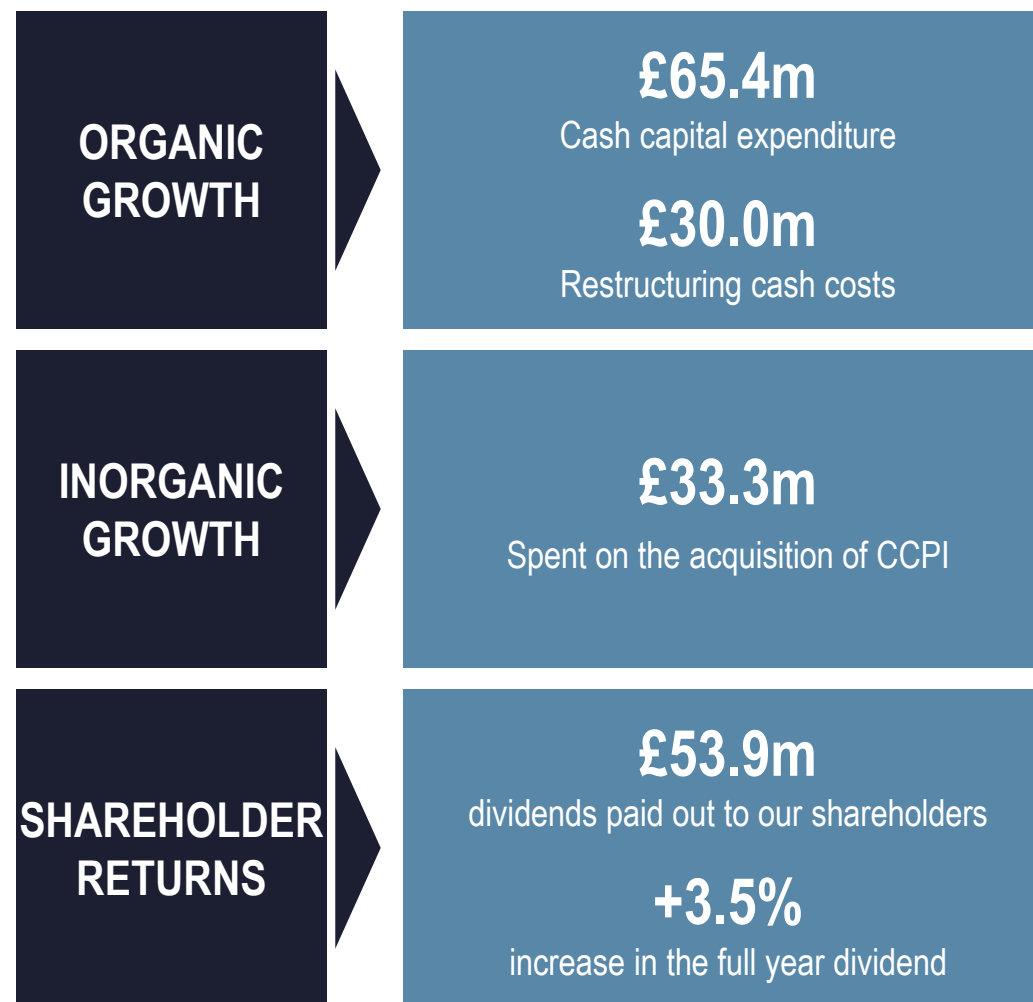 ORGANIC
GROWTH
£65.4m
Cash capital expenditure
£30.0m
Restructuring cash costs
INORGANIC
GROWTH
£33.3m
Spent on the acquisition of CCPI
SHAREHOLDER
RETURNS
£53.9m
dividends paid out to our shareholders
+3.5%
increase in the full year dividend